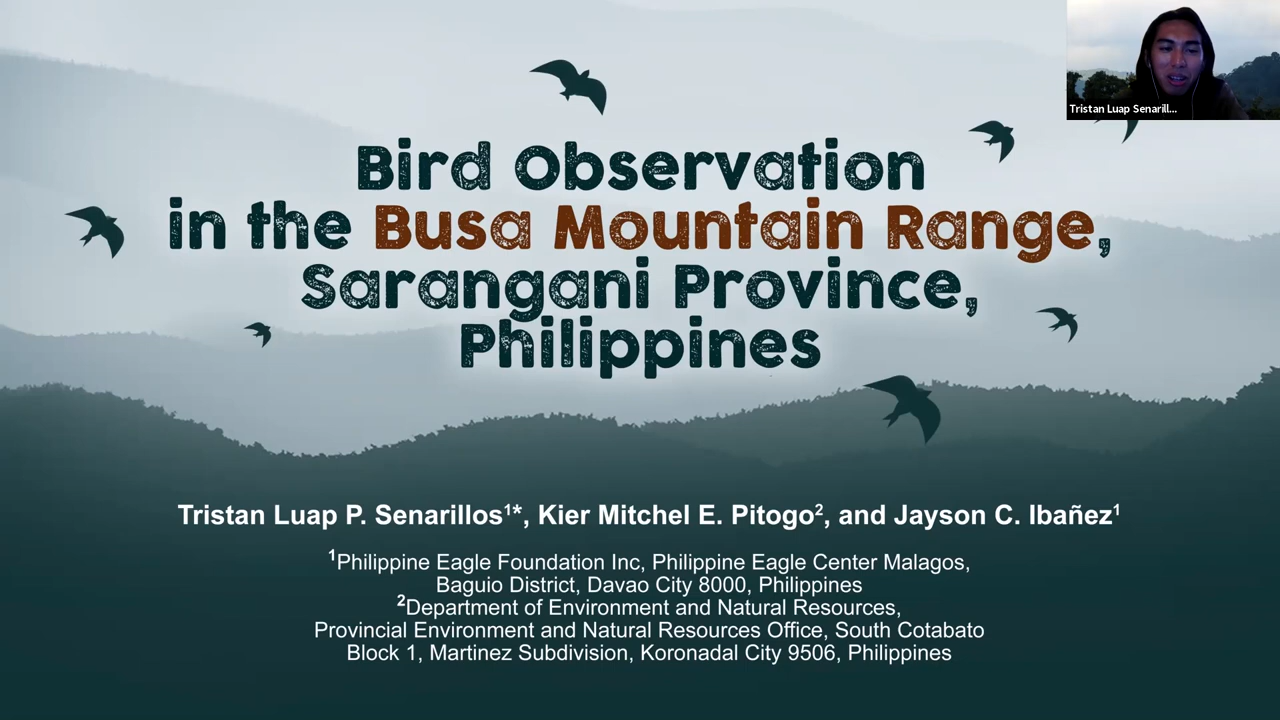 Tristan Luap Senarill...
Bird Observation
in the Busa Mountain Range,
Sarangani Province,
Philippines
Tristan Luap P. Senarillos¹*, Kier Mitchel E. Pitogo², and Jayson C. Ibañez¹
¹Philippine Eagle Foundation Inc, Philippine Eagle Center Malagos,
Baguio District, Davao City 8000, Philippines
²Department of Environment and Natural Resources,
Provincial Environment and Natural Resources Office, South Cotabato
Block 1, Martinez Subdivision, Koronadal City 9506, Philippines